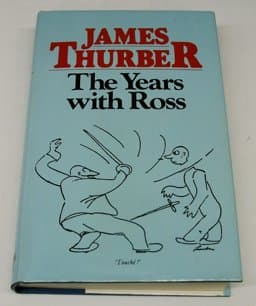 JAMES
THURBER
The Years
with Ross
"Touché!"